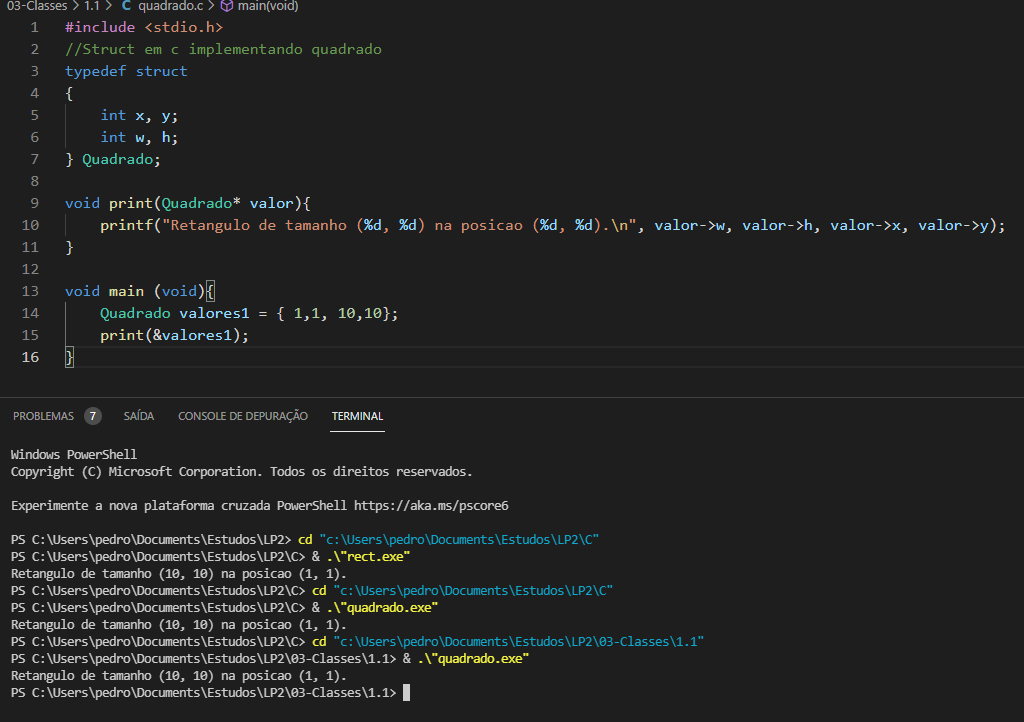 03-Classes > 1.1 > C quadrado.c > main(void)
1 #include <stdio.h>
2 //Struct em c implementando quadrado
3 typedef struct
4 {
5     int x, y;
6     int w, h;
7 } Quadrado;
8
9 void print(Quadrado* valor){
10     printf("Retangulo de tamanho (%d, %d) na posicao (%d, %d).\n", valor->w, valor->h, valor->x, valor->y);
11 }
12
13 void main (void){
14     Quadrado valores1 = { 1,1, 10,10};
15     print(&valores1);
16 }
PROBLEMAS 7 SAÍDA CONSOLE DE DEPURAÇÃO TERMINAL
Windows PowerShell
Copyright (C) Microsoft Corporation. Todos os direitos reservados.
Experimente a nova plataforma cruzada PowerShell https://aka.ms/pscore6
PS C:\Users\pedro\Documents\Estudos\LP2> cd "c:\Users\pedro\Documents\Estudos\LP2\C"
PS C:\Users\pedro\Documents\Estudos\LP2\C> & .\"rect.exe"
Retangulo de tamanho (10, 10) na posicao (1, 1).
PS C:\Users\pedro\Documents\Estudos\LP2\C> cd "c:\Users\pedro\Documents\Estudos\LP2\C"
PS C:\Users\pedro\Documents\Estudos\LP2\C> & .\"quadrado.exe"
Retangulo de tamanho (10, 10) na posicao (1, 1).
PS C:\Users\pedro\Documents\Estudos\LP2\C> cd "c:\Users\pedro\Documents\Estudos\LP2\03-Classes\1.1"
PS C:\Users\pedro\Documents\Estudos\LP2\03-Classes\1.1> & .\"quadrado.exe"
Retangulo de tamanho (10, 10) na posicao (1, 1).
PS C:\Users\pedro\Documents\Estudos\LP2\03-Classes\1.1>